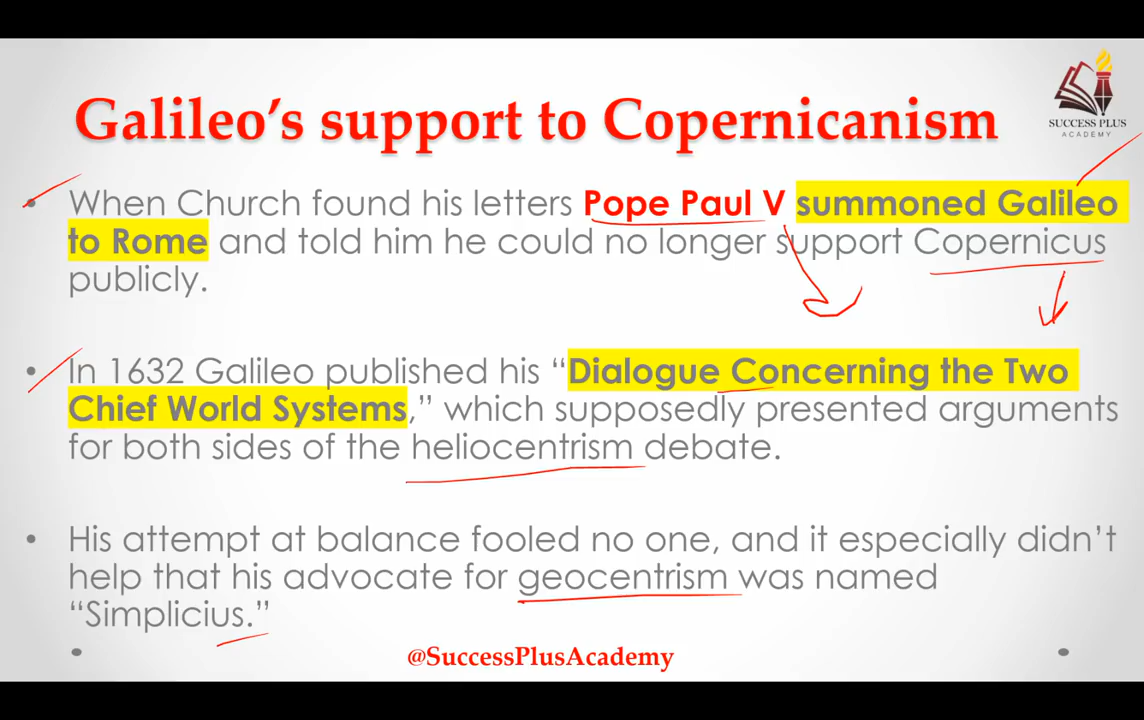 SUCCESS PLUS
ACADEMY
Galileo's support to Copernicanism
• When Church found his letters Pope Paul V summoned Galileo
to Rome and told him he could no longer support Copernicus
publicly.
• In 1632 Galileo published his “Dialogue Concerning the Two
Chief World Systems,” which supposedly presented arguments
for both sides of the heliocentrism debate.
• His attempt at balance fooled no one, and it especially didn't
help that his advocate for geocentrism was named
“Simplicius.”
@SuccessPlusAcademy